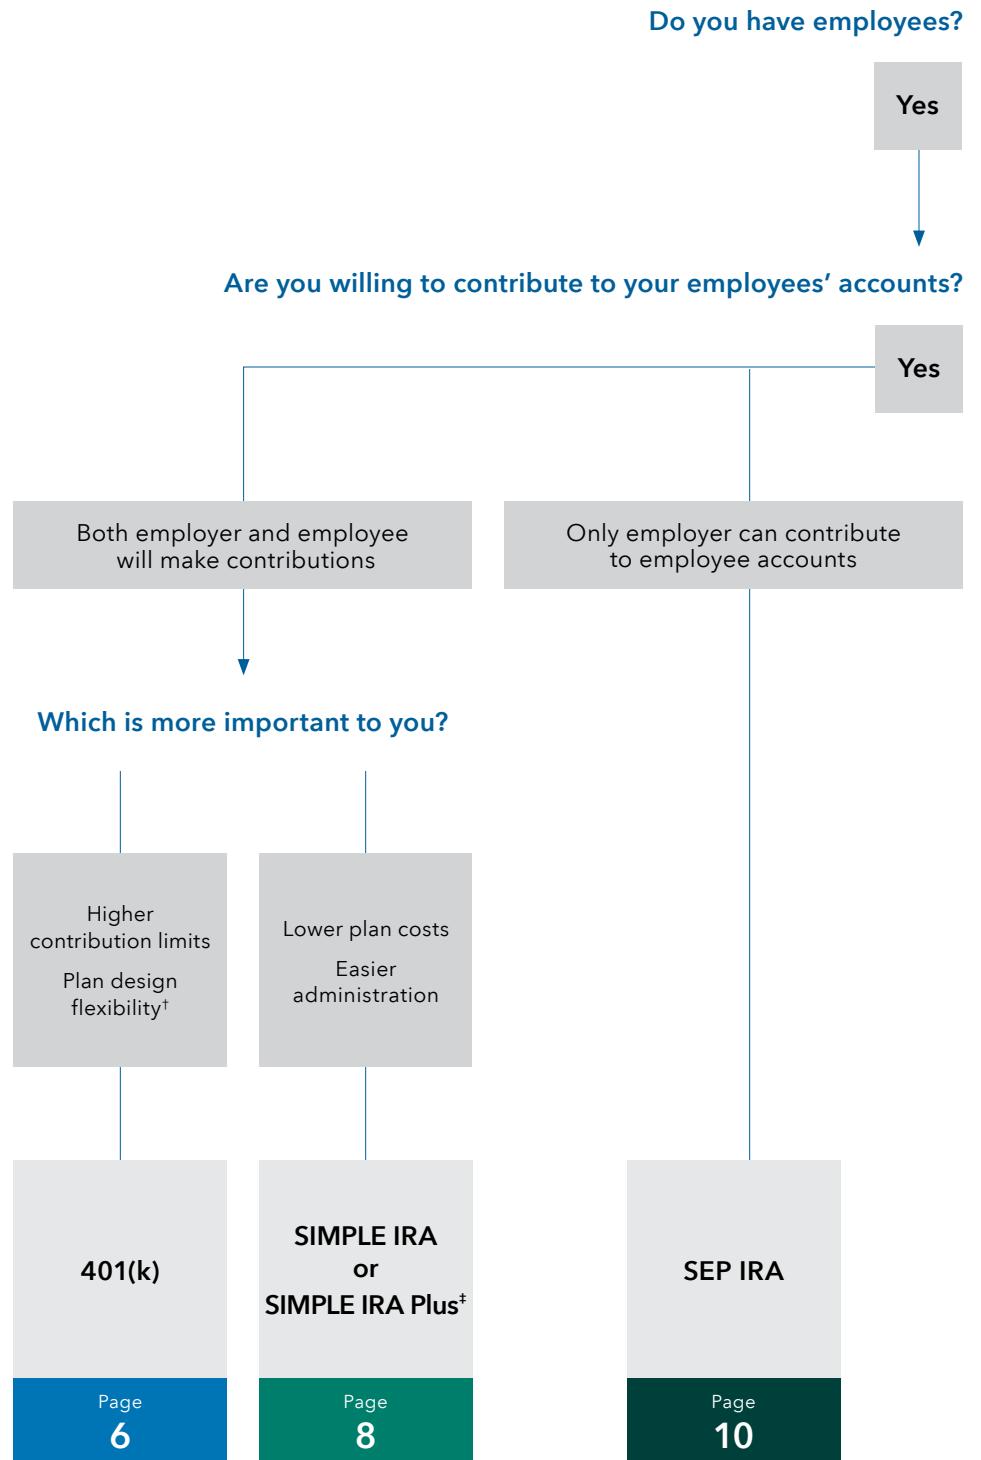 Do you have employees?
Yes
Are you willing to contribute to your employees’ accounts?
Yes
Both employer and employee
will make contributions
Only employer can contribute
to employee accounts
Which is more important to you?
Higher
contribution limits
Plan design
flexibility†
Lower plan costs
Easier
administration
401(k)
SIMPLE IRA
or
SIMPLE IRA Plus‡
SEP IRA
Page
6
Page
8
Page
10